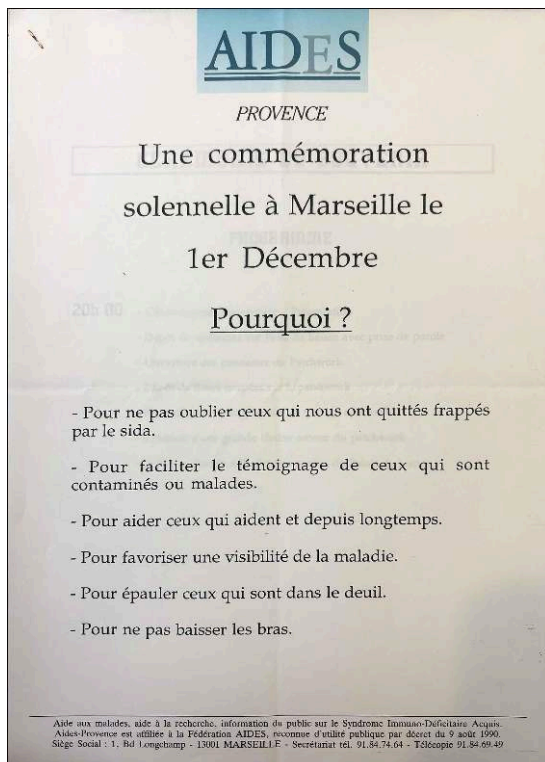 AIDES
PROVENCE
Une commémoration
solennelle à Marseille le
1er Décembre
Pourquoi ?
20h 00
- Pour ne pas oublier ceux qui nous ont quittés frappés
par le sida.
- Pour faciliter le témoignage de ceux qui sont
contaminés ou malades.
- Pour aider ceux qui aident et depuis longtemps.
- Pour favoriser une visibilité de la maladie.
- Pour épauler ceux qui sont dans le deuil.
- Pour ne pas baisser les bras.
Aide aux malades, aide à la recherche, information du public sur le Syndrome Immuno-Déficitaire Acquis.
Aides-Provence est affiliée à la Fédération AIDES, reconnue d'utilité publique par décret du 9 août 1990.
Siège Social : 1, Bd Longchamp - 13001 MARSEILLE - Secrétariat tél. 91.84.74.64 - Télécopie 91.84.69.49